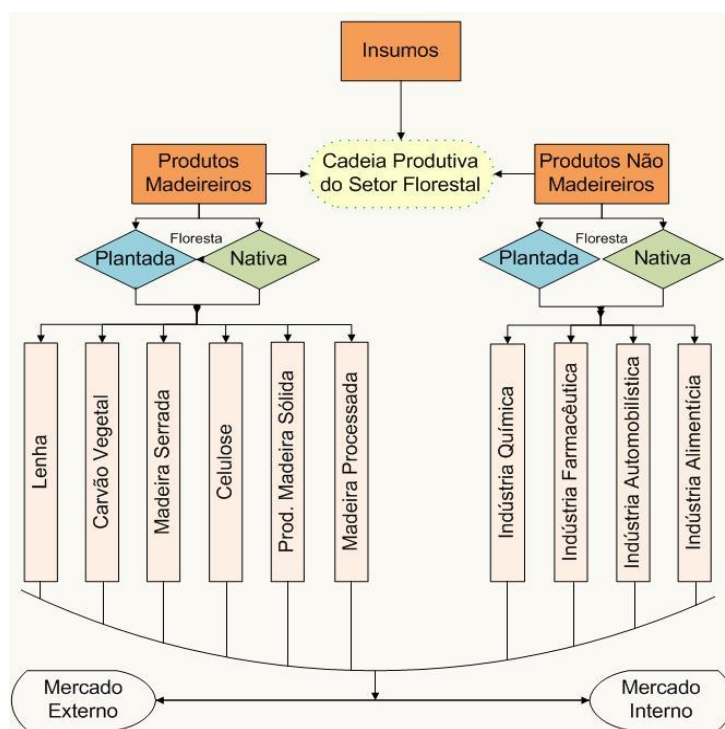 Insumos
Produtos
Madeireiros
Cadeia Produtiva
do Setor Florestal
Produtos Não
Madeireiros
Floresta
Plantada
Nativa
Floresta
Plantada
Nativa
Lenha
Carvão Vegetal
Madeira Serrada
Celulose
Prod. Madeira Sólida
Madeira Processada
Indústria Química
Indústria Farmacêutica
Indústria Automobilística
Indústria Alimentícia
Mercado
Externo
Mercado
Interno